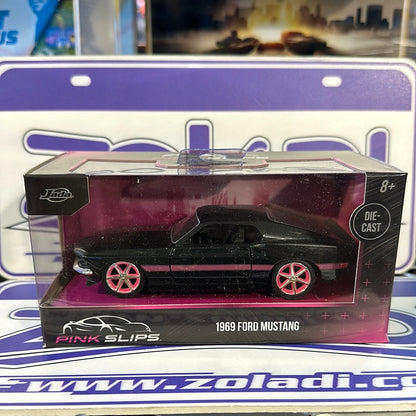 Jada
8+
DIE-
CAST
PINK SLIPS
1969 FORD MUSTANG
www.zoladi.co